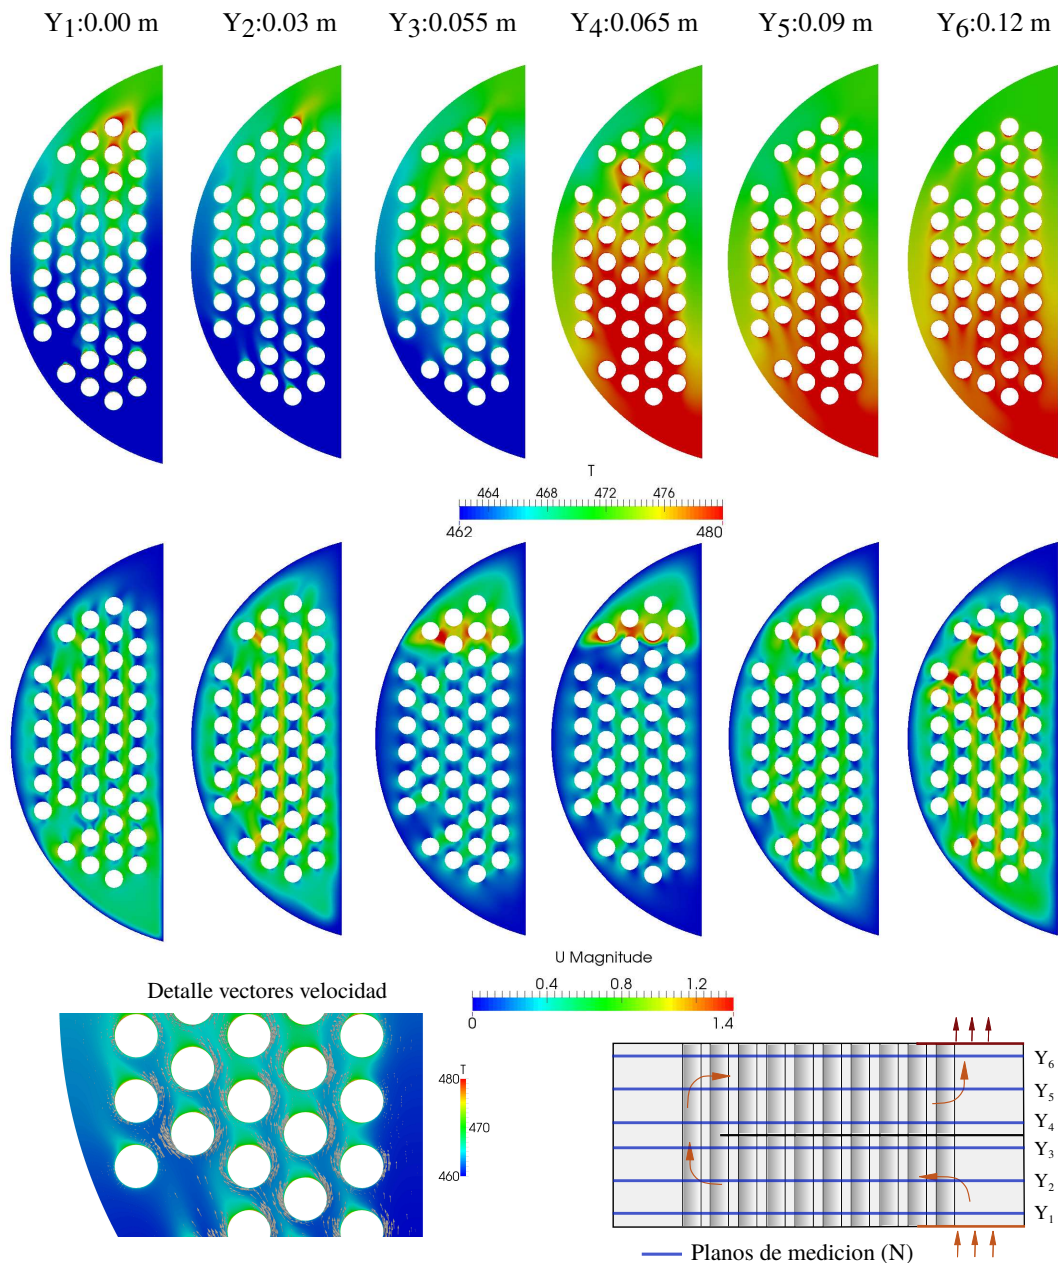 Y1:0.00 m Y2:0.03 m Y3:0.055 m Y4:0.065 m Y5:0.09 m Y6:0.12 m
T
464 468 472 476
462 480
U Magnitude
0.4 0.8 1.2
0 1.4
Detalle vectores velocidad
T
480
470
460
Y6
Y5
Y4
Y3
Y2
Y1
Planos de medicion (N)